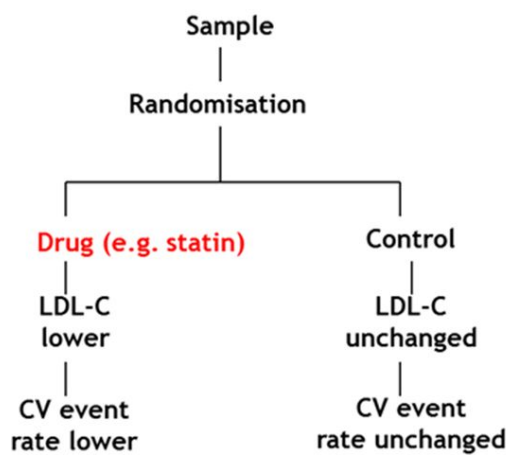 Sample
Randomisation
Drug (e.g. statin)
Control
LDL-C
lower
LDL-C
unchanged
CV event
rate lower
CV event
rate unchanged